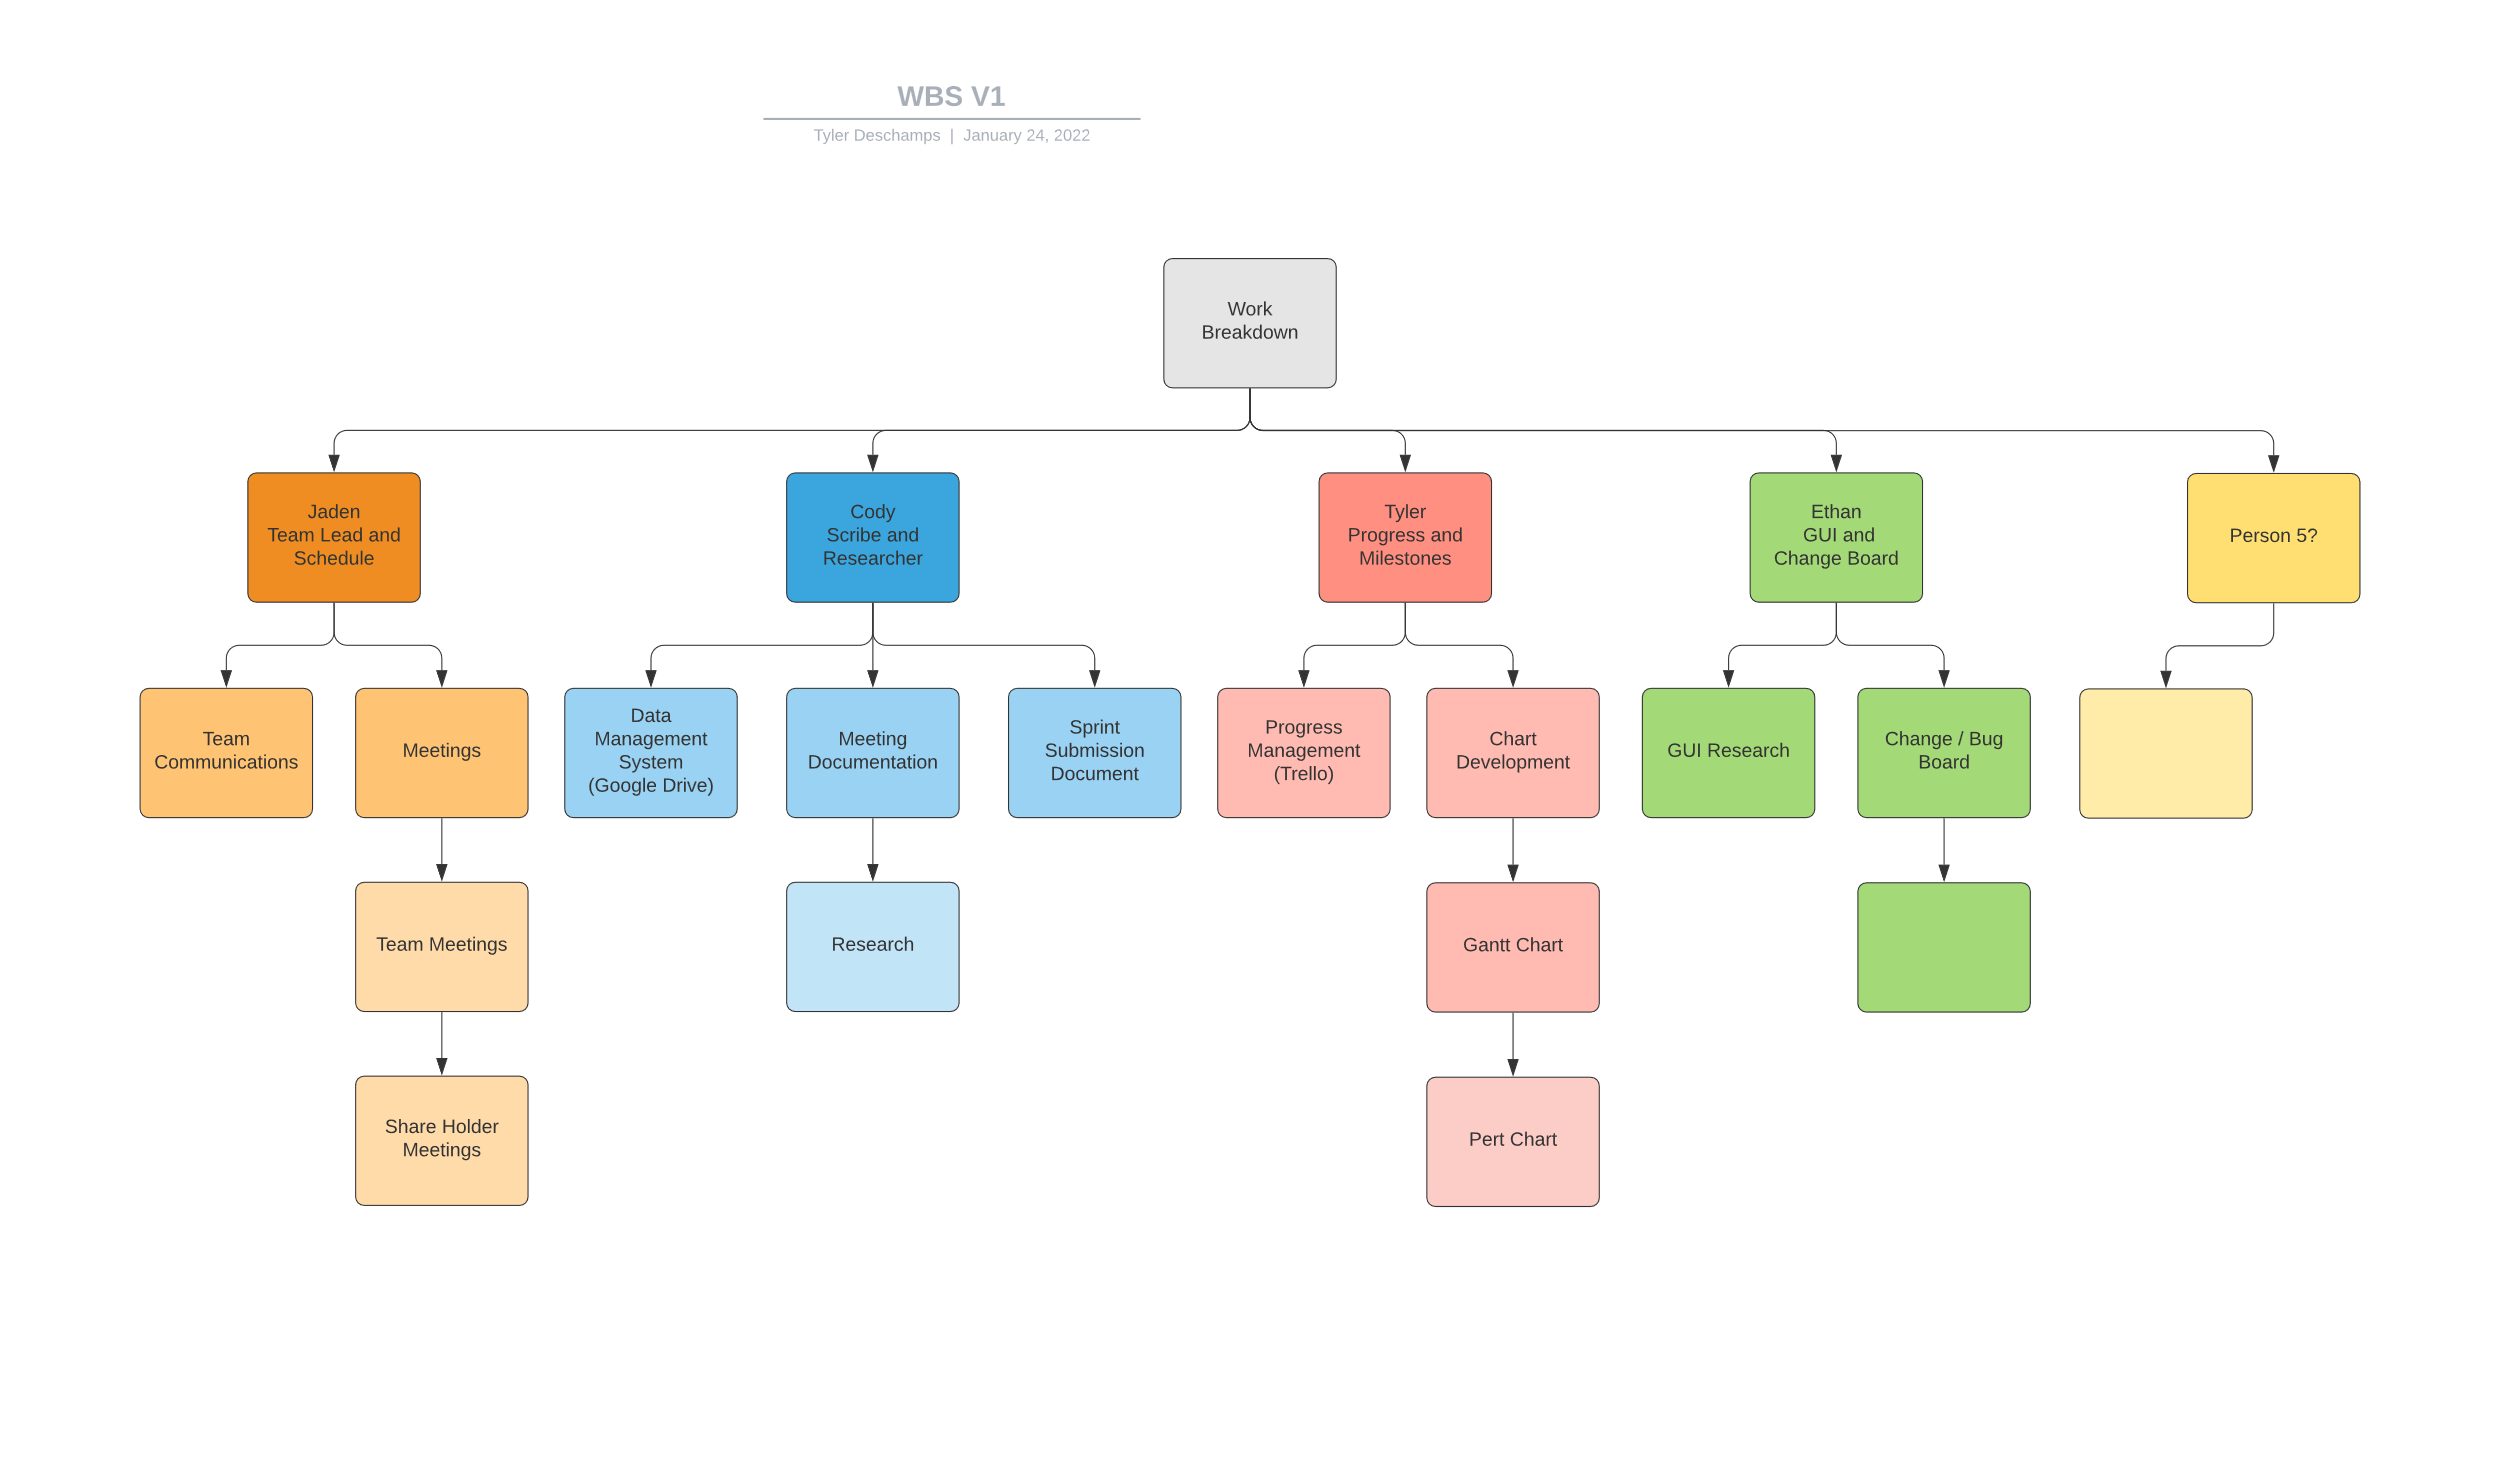 WBS V1
Tyler Deschamps | January 24, 2022
Work
Breakdown
Jaden
Team Lead and
Schedule
Cody
Scribe and
Researcher
Tyler
Progress and
Milestones
Ethan
GUI and
Change Board
Person 5?
Team
Communications
Meetings
Data
Management
System
(Google Drive)
Meeting
Documentation
Sprint
Submission
Document
Progress
Management
(Trello)
Chart
Development
GUI Research
Change / Bug
Board
Team Meetings
Research
Gantt Chart
Share Holder
Meetings
Pert Chart